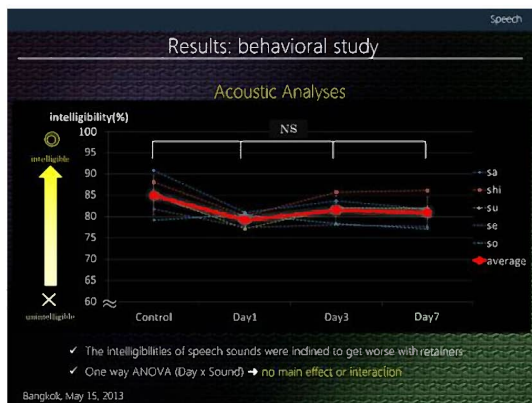 Speech
Results: behavioral study
Acoustic Analyses
intelligibility(%)
NS
100
95
90
85
80
75
70
65
60
intelligible
unintelligible
Control Day1 Day3 Day7
sa
shi
su
se
so
average
✓ The intelligibilities of speech sounds were inclined to get worse with retainers
✓ One way ANOVA (Day x Sound) ➔ no main effect or interaction
Bangkok, May 15, 2013